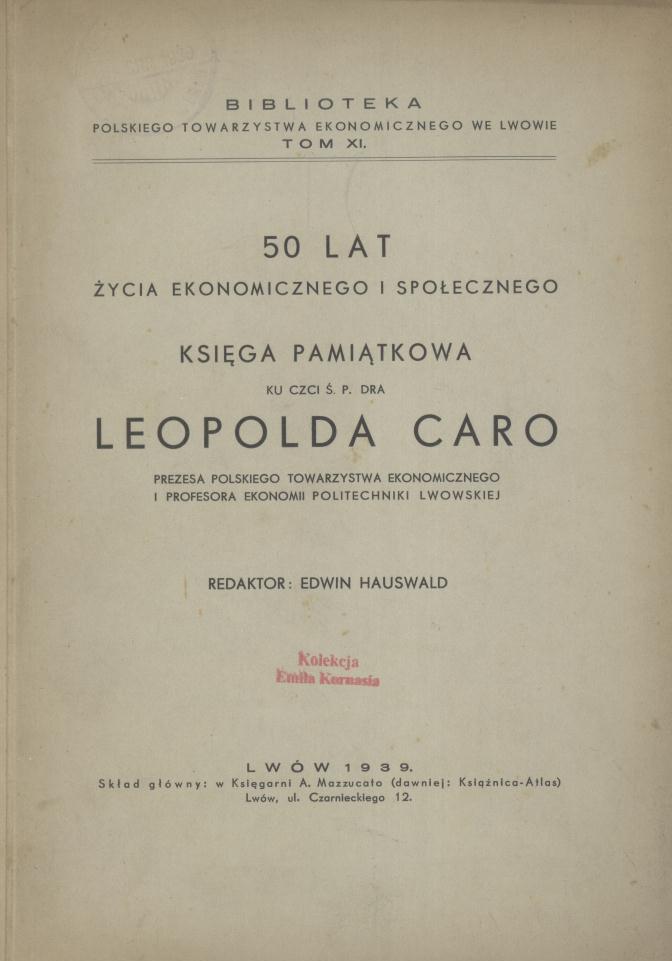 BIBLIOTEKA
POLSKIEGO TOWARZYSTWA EKONOMICZNEGO WE LWOWIE
TOM XI.
50 LAT
ŻYCIA EKONOMICZNEGO I SPOŁECZNEGO
KSIĘGA PAMIĄTKOWA
KU CZCI Ś. P. DRA
LEOPOLDA CARO
PREZESA POLSKIEGO TOWARZYSTWA EKONOMICZNEGO
I PROFESORA EKONOMII POLITECHNIKI LWOWSKIEJ
REDAKTOR: EDWIN HAUSWALD
Kolekcja
Emila Kornasia
LWÓW 1939.
Skład główny: w Księgarni A. Mazzucato (dawniej: Książnica-Atlas)
Lwów, ul. Czarnieckiego 12.